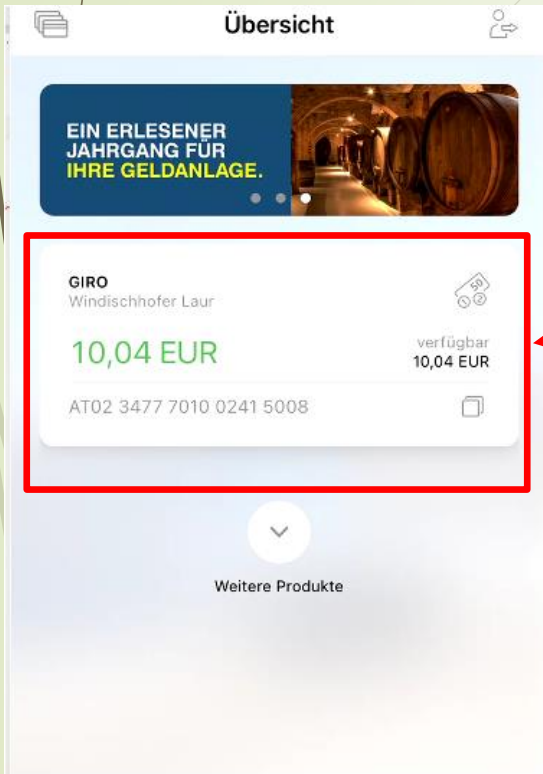 Übersicht
EIN ERLESENER
JAHRGANG FÜR
IHRE GELDANLAGE.
GIRO
Windischhofer Laur
10,04 EUR
verfügbar
10,04 EUR
AT02 3477 7010 0241 5008
Weitere Produkte